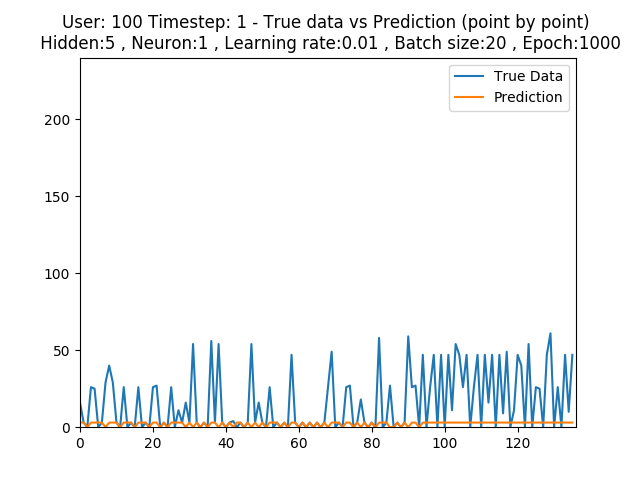 User: 100 Timestep: 1 - True data vs Prediction (point by point)
Hidden:5 , Neuron:1 , Learning rate:0.01 , Batch size:20 , Epoch:1000
True Data
Prediction
200
150
100
50
0
0 20 40 60 80 100 120